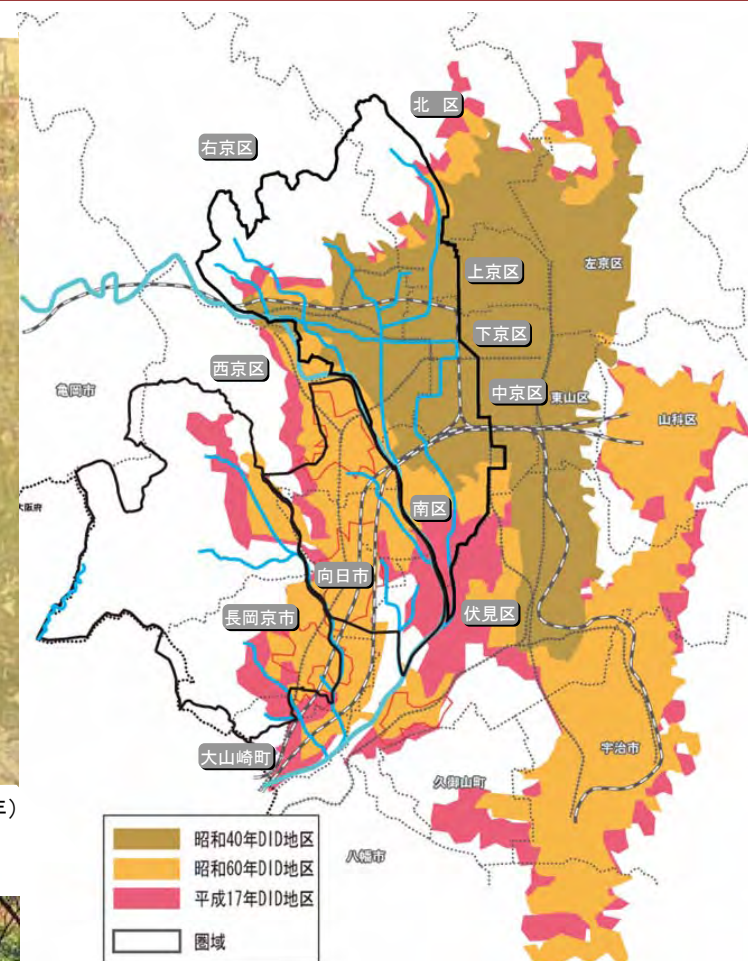 北 区
右京区
上京区
左京区
下京区
西京区
中京区
東山区
亀岡市
山科区
大阪府
南区
向日市
長岡京市
伏見区
大山崎町
宇治市
久御山町
年）
八幡市
昭和40年DID地区
昭和60年DID地区
平成17年DID地区
圏域